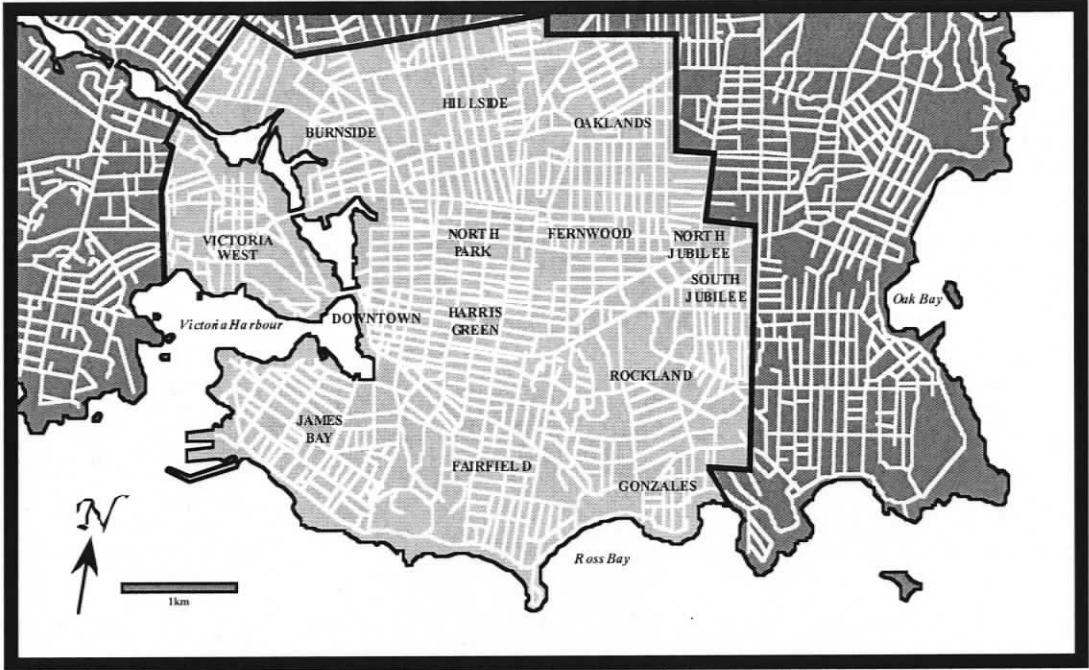 HILLSIDE
OAKLANDS
BURNSIDE
VICTORIA
WEST
NORTH
PARK
FERNWOOD
NORTH
JUBILEE
SOUTH
JUBILEE
Oak Bay
Victoria Harbour
DOWNTOWN
HARRIS
GREEN
ROCKLAND
JAMES
BAY
FAIRFIELD
GONZALES
N
Ross Bay
1km